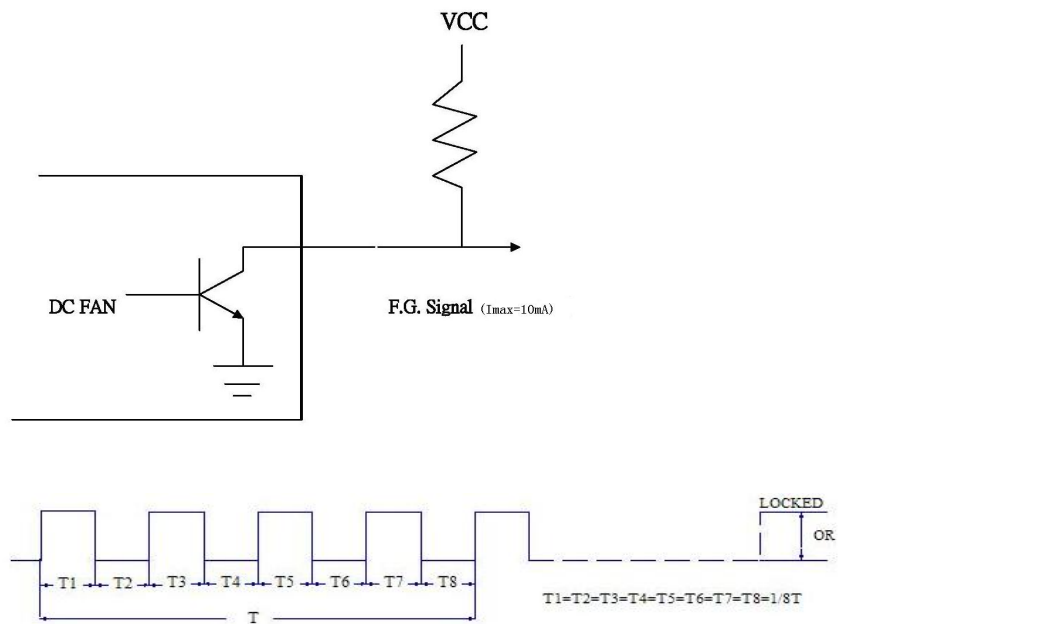 VCC
DC FAN
F.G. Signal (Imax=10mA)
LOCKED
OR
T1 T2 T3 T4 T5 T6 T7 T8
T1=T2=T3=T4=T5=T6=T7=T8=1/8T
T